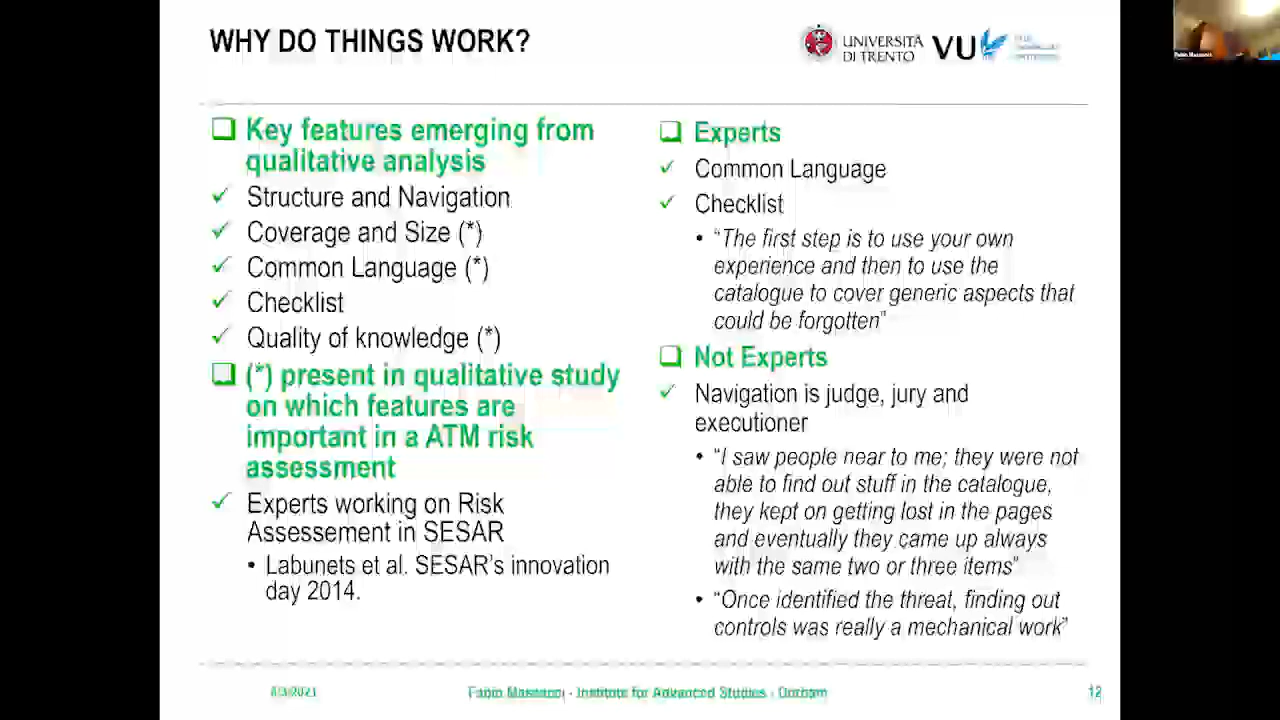 WHY DO THINGS WORK?
UNIVERSITÀ
DI TRENTO
VU
Key features emerging from
qualitative analysis
Structure and Navigation
Coverage and Size (*)
Common Language (*)
Checklist
Quality of knowledge (*)
(*) present in qualitative study
on which features are
important in a ATM risk
assessment
Experts working on Risk
Assessement in SESAR
• Labunets et al. SESAR's innovation
day 2014.
Experts
Common Language
Checklist
• "The first step is to use your own
experience and then to use the
catalogue to cover generic aspects that
could be forgotten"
Not Experts
Navigation is judge, jury and
executioner
• "I saw people near to me; they were not
able to find out stuff in the catalogue,
they kept on getting lost in the pages
and eventually they came up always
with the same two or three items"
• "Once identified the threat, finding out
controls was really a mechanical work"
Fabio Massacci - Institute for Advanced Studies - Durham
12
Fabio Massacci